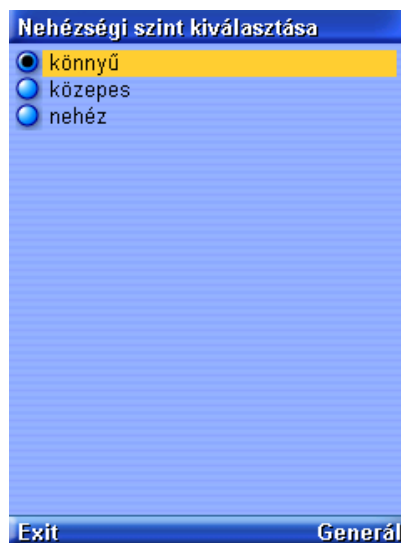 Nehézségi szint kiválasztása
könnyű
közepes
nehéz
Exit Generál